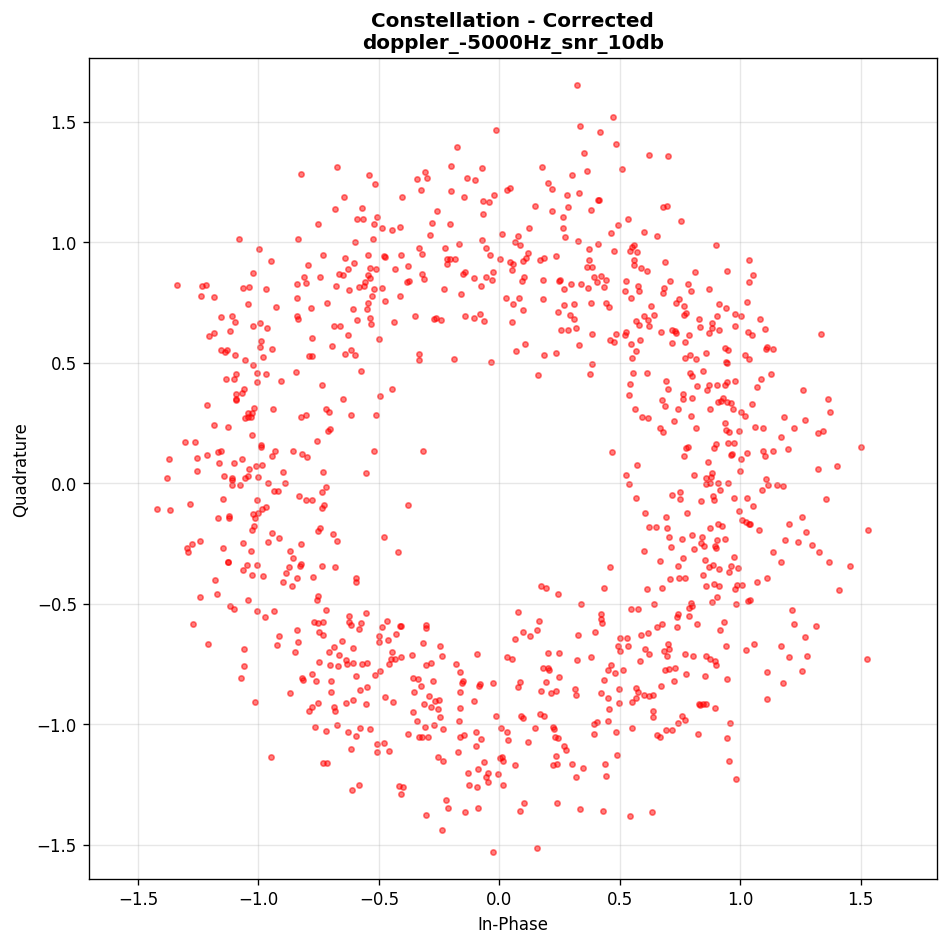 Constellation - Corrected
doppler_-5000Hz_snr_10db
1.5
1.0
0.5
0.0
−0.5
−1.0
−1.5
Quadrature
−1.5 −1.0 −0.5 0.0 0.5 1.0 1.5
In-Phase